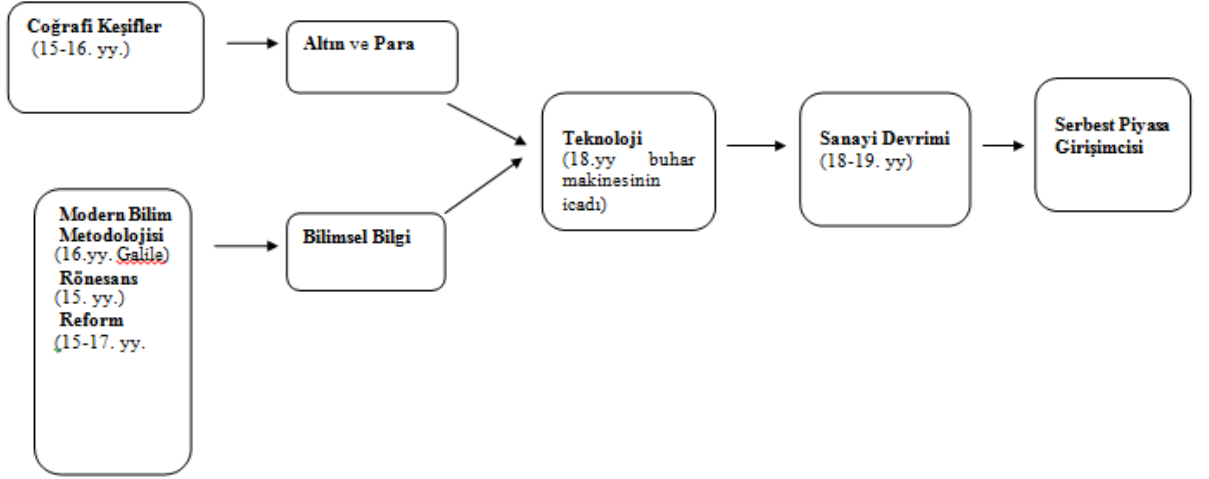 Coğrafi Keşifler
(15-16. yy.)
Altın ve Para
Teknoloji
(18.yy buhar
makinesinin
icadı)
Sanayi Devrimi
(18-19. yy)
Serbest Piyasa
Girişimcisi
Modern Bilim
Metodolojisi
(16.yy. Galile)
Rönesans
(15. yy.)
Reform
(15-17. yy.
Bilimsel Bilgi